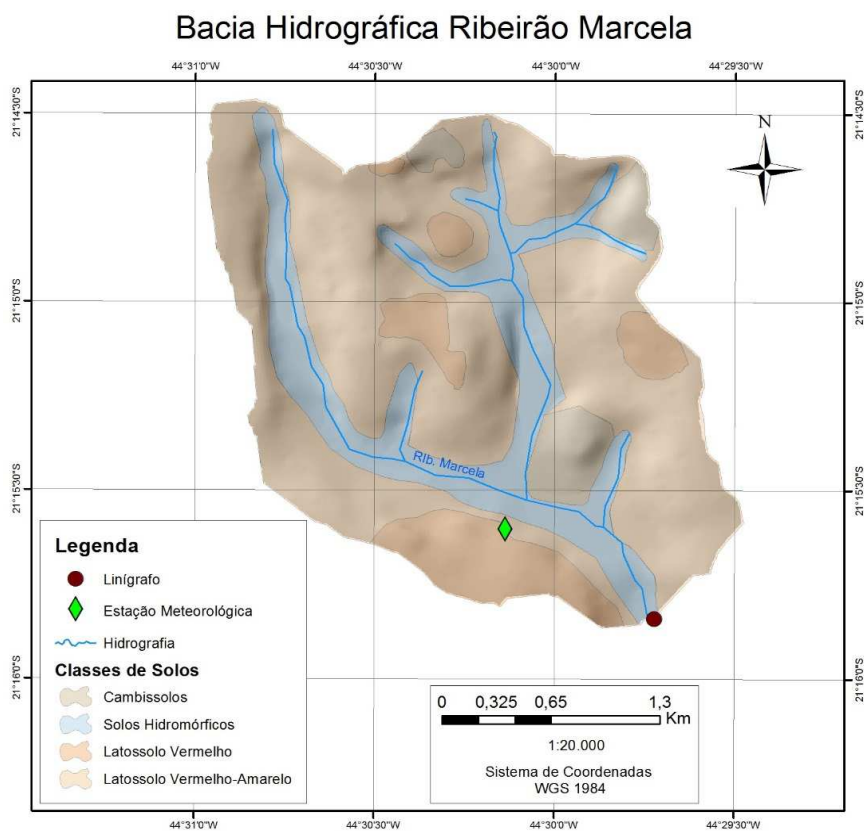 Bacia Hidrográfica Ribeirão Marcela
44°31'0"W 44°30'30"W 44°30'0"W 44°29'30"W
21°14'30"S 21°14'30"S
N
21°15'0"S 21°15'0"S
Rib. Marcela
21°15'30"S 21°15'30"S
Legenda
Linígrafo
Estação Meteorológica
Hidrografia
Classes de Solos
Cambissolos
Solos Hidromórficos
Latossolo Vermelho
Latossolo Vermelho-Amarelo
21°16'0"S 21°16'0"S
0 0,325 0,65 1,3
Km
1:20.000
Sistema de Coordenadas
WGS 1984
44°31'0"W 44°30'30"W 44°30'0"W 44°29'30"W